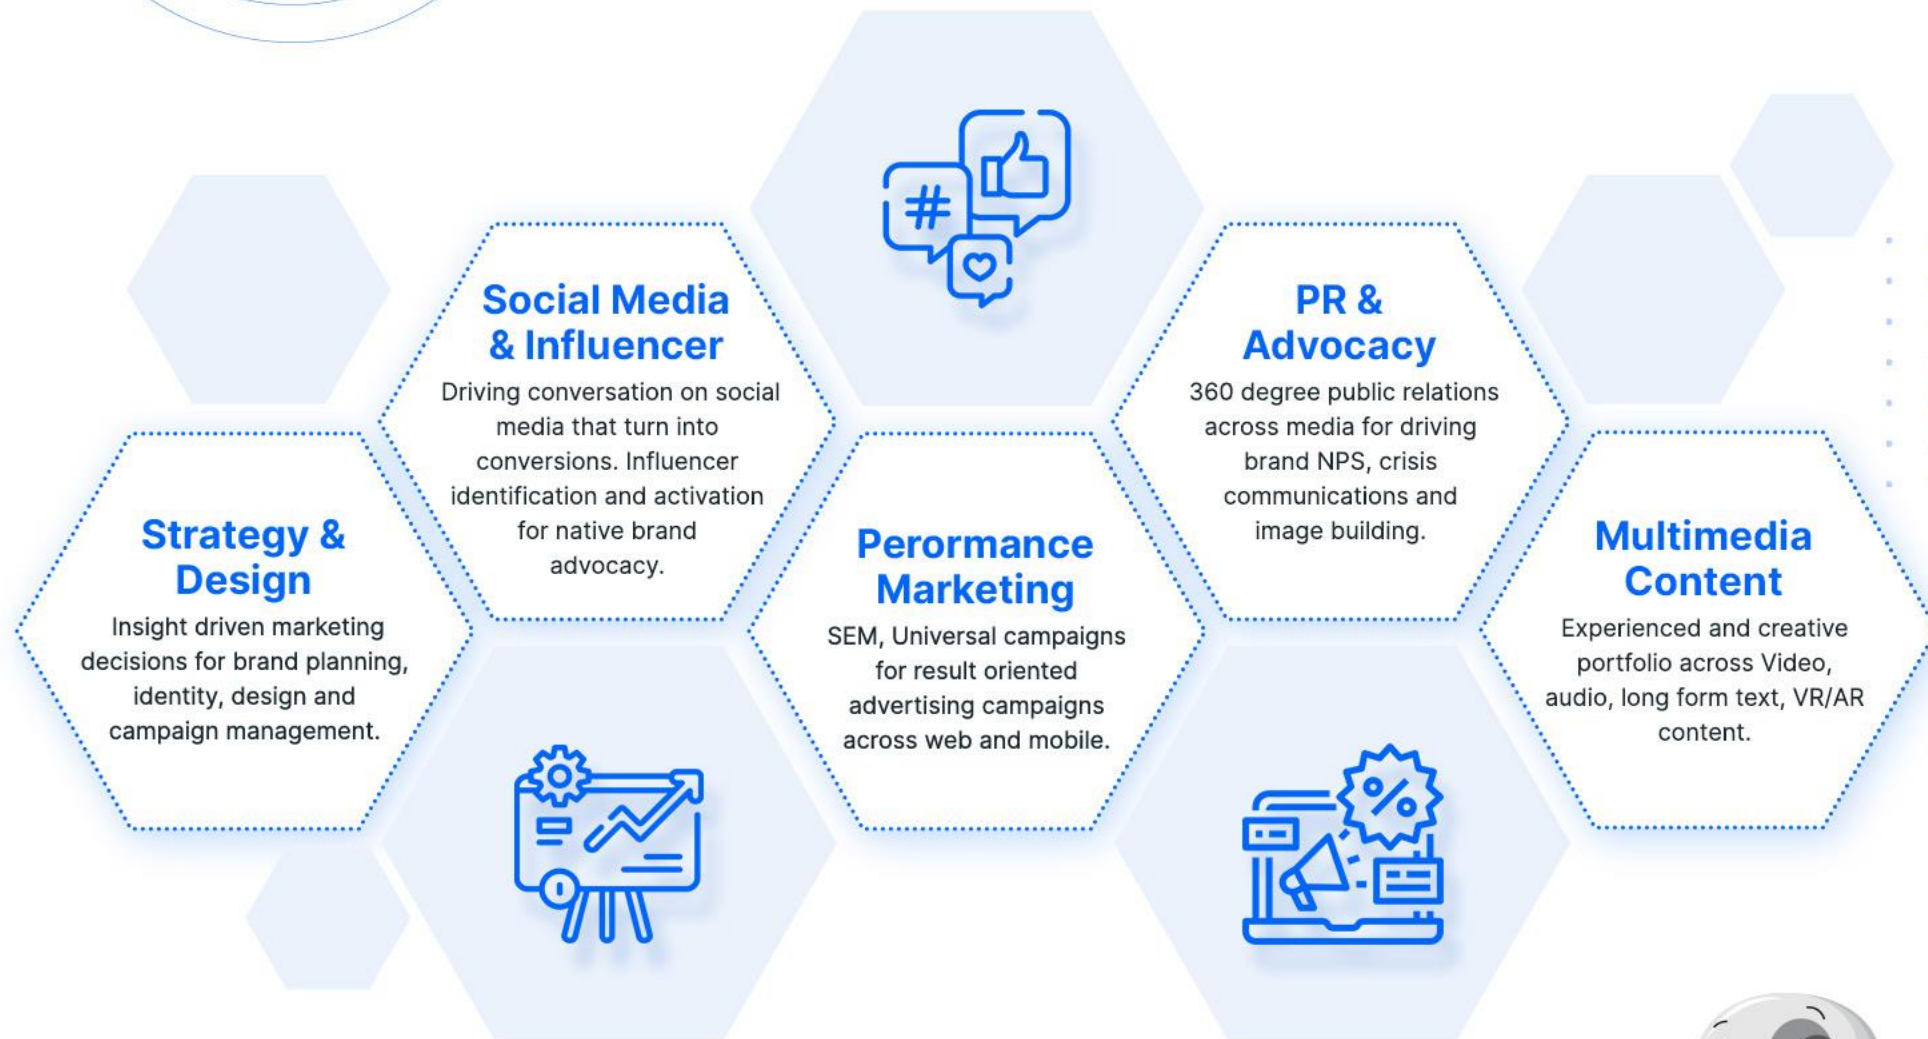 Strategy &
Design
Insight driven marketing
decisions for brand planning,
identity, design and
campaign management.
Social Media
& Influencer
Driving conversation on social
media that turn into
conversions. Influencer
identification and activation
for native brand
advocacy.
#
Perormance
Marketing
SEM, Universal campaigns
for result oriented
advertising campaigns
across web and mobile.
PR &
Advocacy
360 degree public relations
across media for driving
brand NPS, crisis
communications and
image building.
%
Multimedia
Content
Experienced and creative
portfolio across Video,
audio, long form text, VR/AR
content.